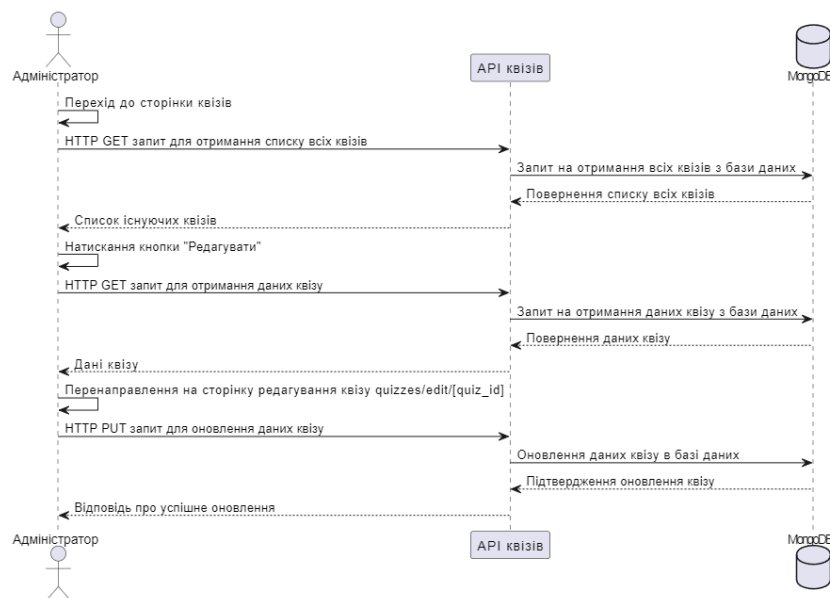 Адміністратор
АРІ квізів
MongoDB
Перехід до сторінки квізів
HTTP GET запит для отримання списку всіх квізів
Запит на отримання всіх квізів з бази даних
Повернення списку всіх квізів
Список існуючих квізів
Натискання кнопки "Редагувати"
HTTP GET запит для отримання даних квізу
Запит на отримання даних квізу з бази даних
Повернення даних квізу
Дані квізу
Перенаправлення на сторінку редагування квізу quizzes/edit/[quiz_id]
HTTP PUT запит для оновлення даних квізу
Оновлення даних квізу в базі даних
Підтвердження оновлення квізу
Відповідь про успішне оновлення
Адміністратор
АРІ квізів
MongoDB